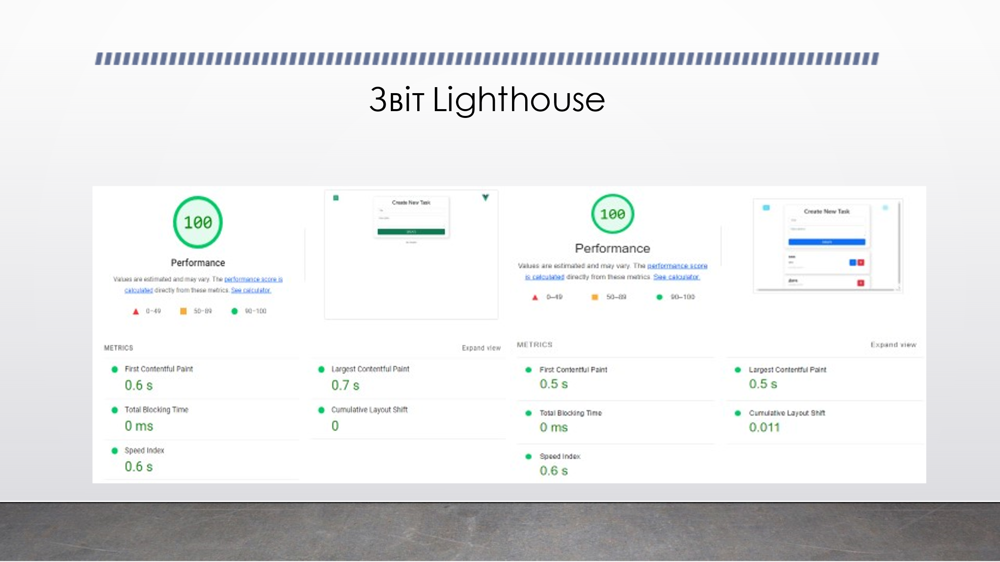 Звіт Lighthouse
100
Performance
Values are estimated and may vary. The performance score is
calculated directly from these metrics. See calculator.
0–49 50–89 90–100
Create New Task
METRICS Expand view
First Contentful Paint
0.6 s
Largest Contentful Paint
0.7 s
Total Blocking Time
0 ms
Cumulative Layout Shift
0
Speed Index
0.6 s
100
Performance
Values are estimated and may vary. The performance score
is calculated directly from these metrics. See calculator.
0–49 50–89 90–100
Create New Task
METRICS Expand view
First Contentful Paint
0.5 s
Largest Contentful Paint
0.5 s
Total Blocking Time
0 ms
Cumulative Layout Shift
0.011
Speed Index
0.6 s